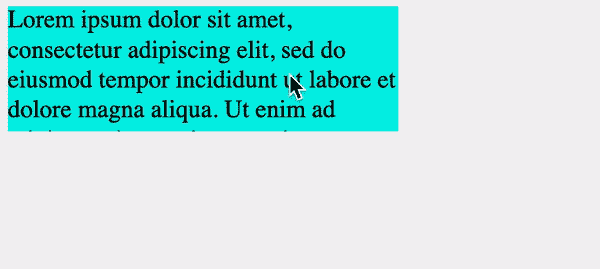 Lorem ipsum dolor sit amet,
consectetur adipiscing elit, sed do
eiusmod tempor incididunt ut labore et
dolore magna aliqua. Ut enim ad